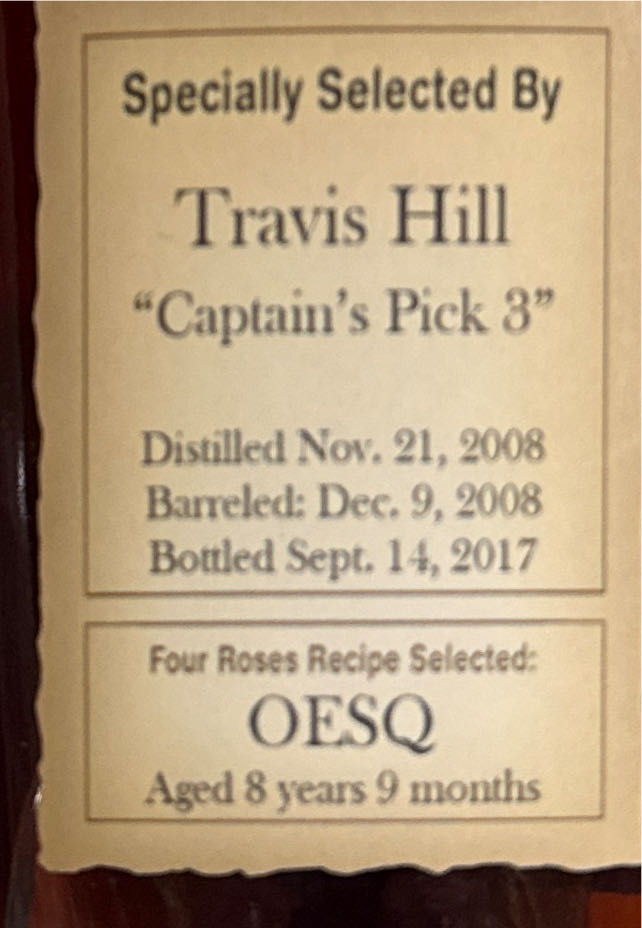 Specially Selected By
Travis Hill
“Captain’s Pick 3”
Distilled Nov. 21, 2008
Barreled: Dec. 9, 2008
Bottled Sept. 14, 2017
Four Roses Recipe Selected:
OESQ
Aged 8 years 9 months